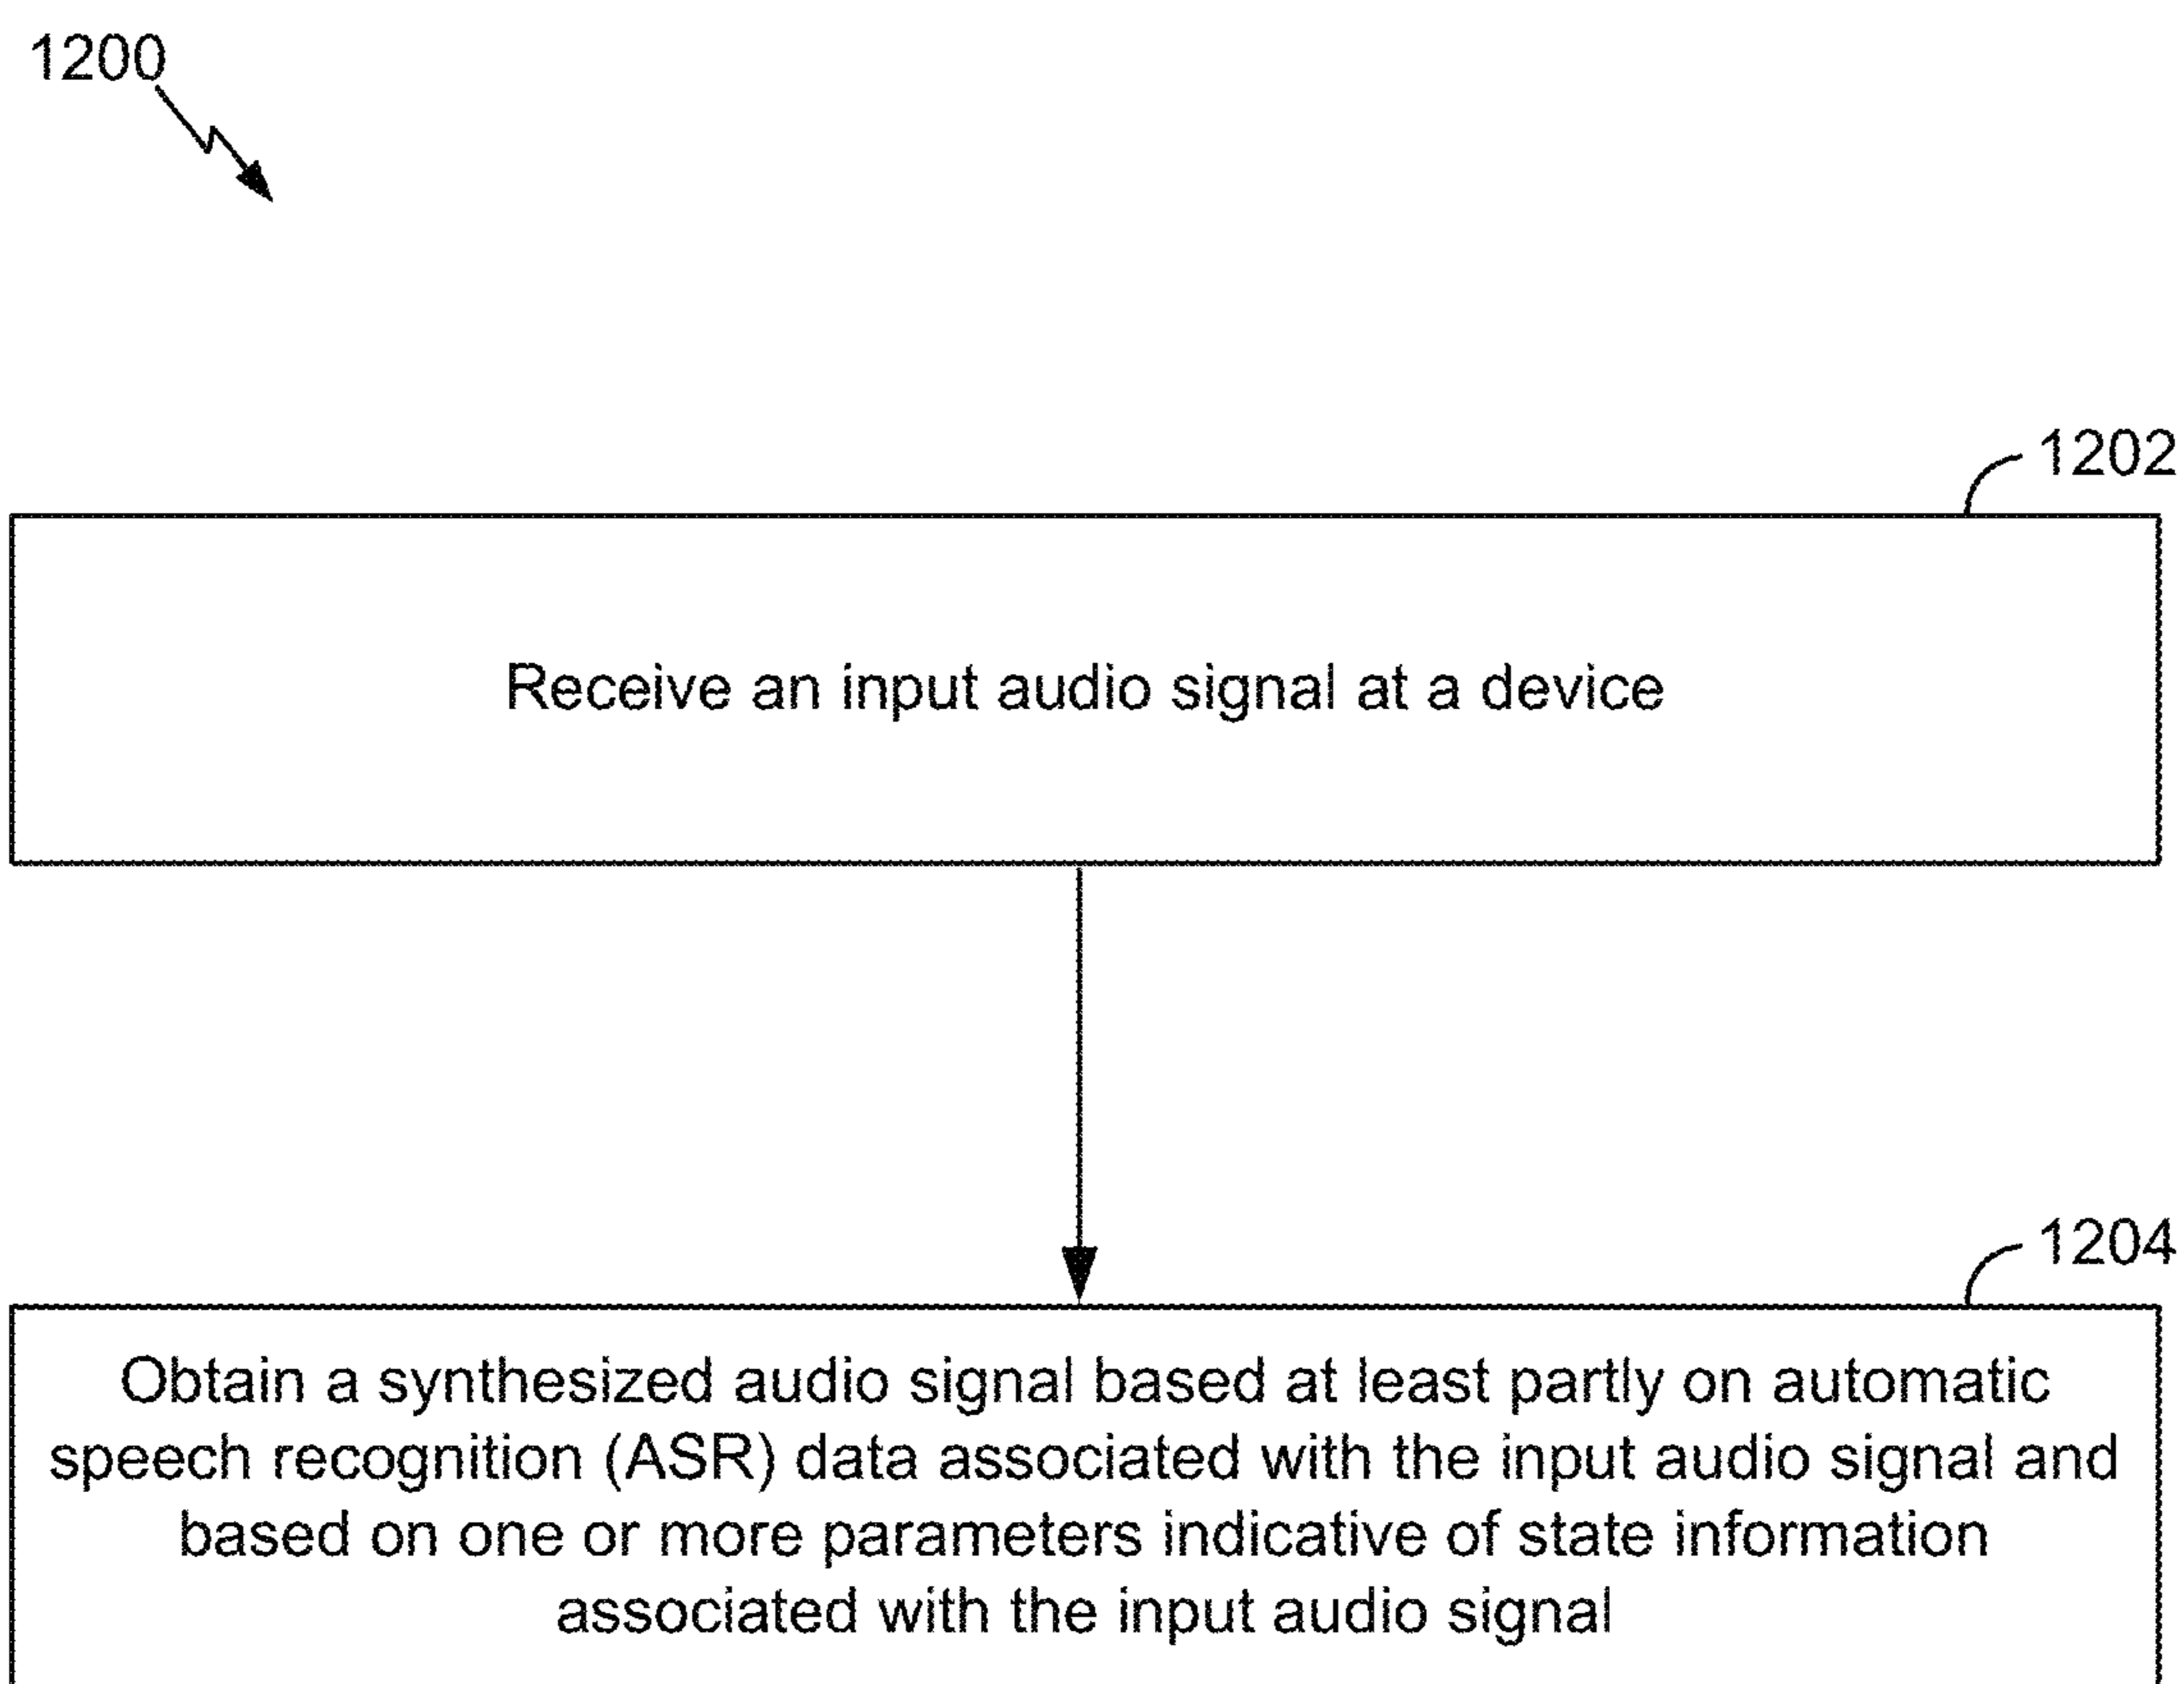 1200
1202
Receive an input audio signal at a device
1204
Obtain a synthesized audio signal based at least partly on automatic
speech recognition (ASR) data associated with the input audio signal and
based on one or more parameters indicative of state information
associated with the input audio signal